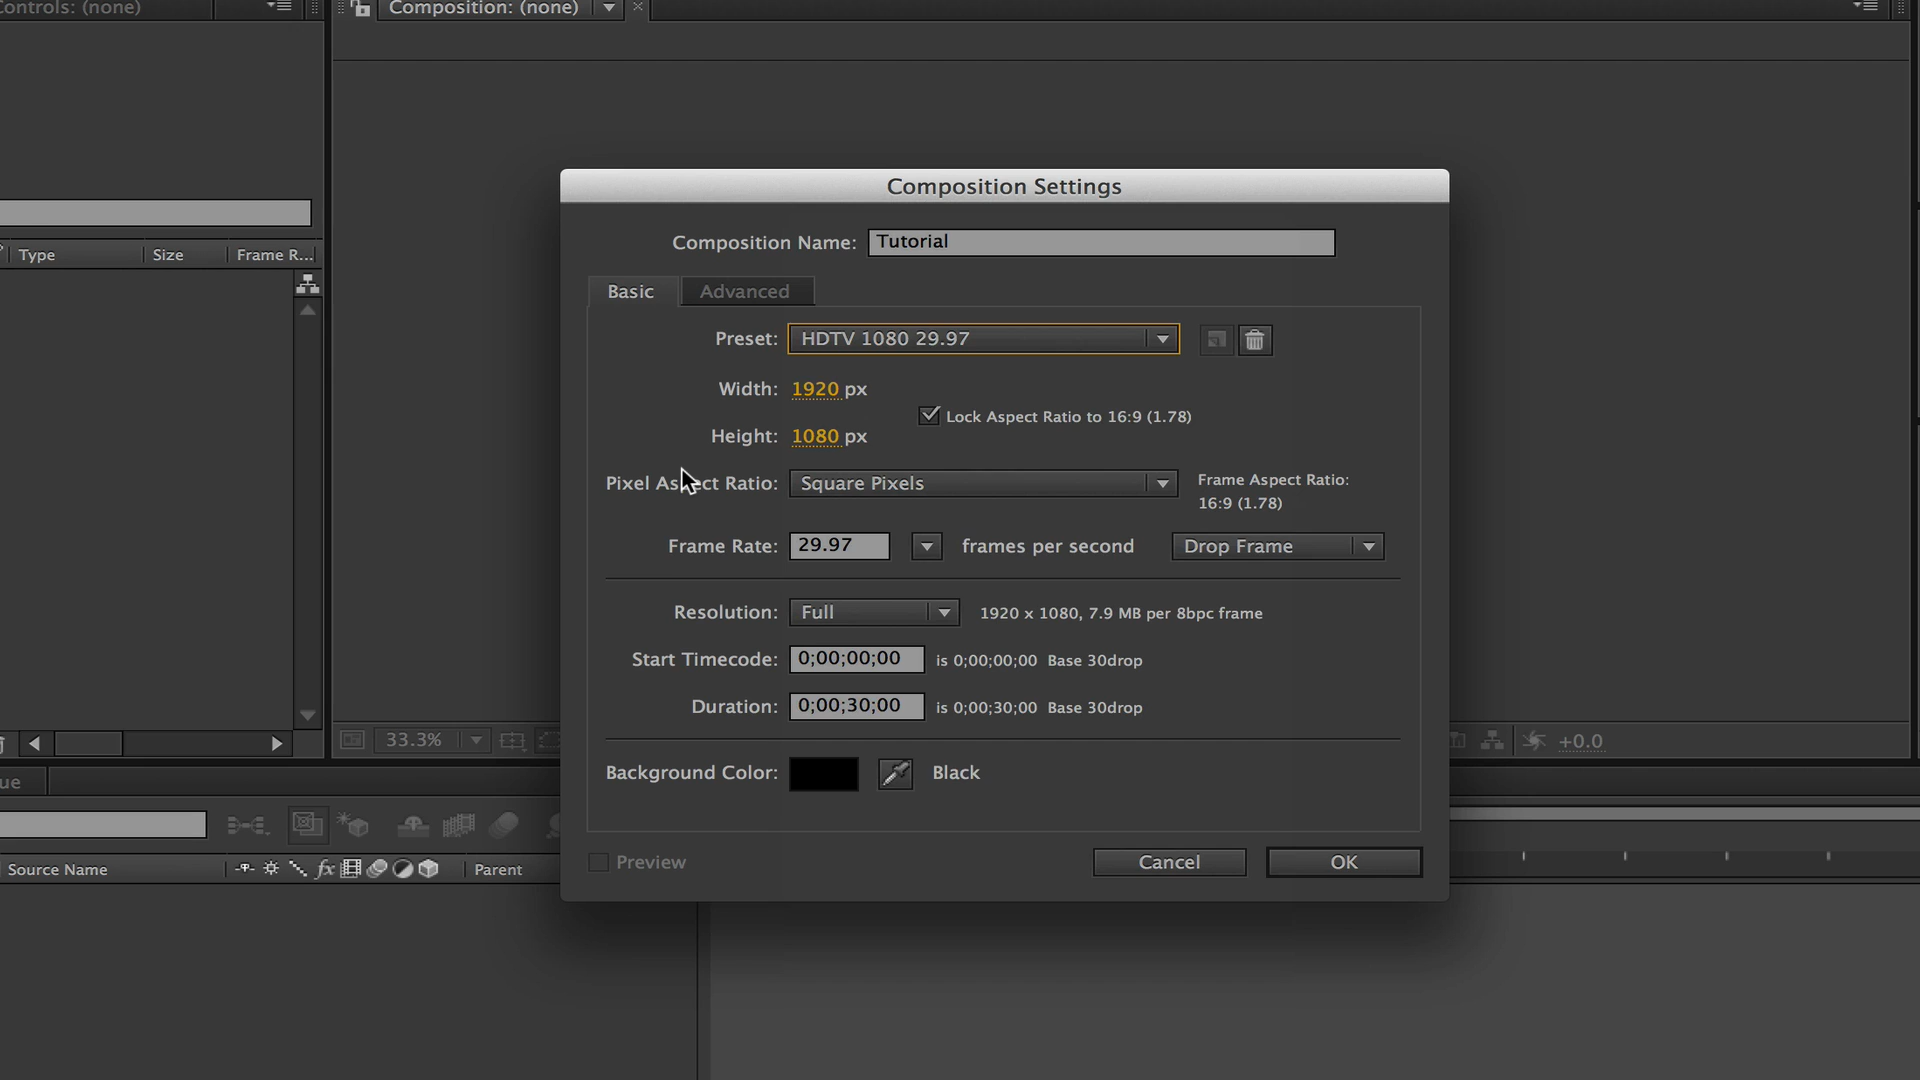 Controls: (none)
Composition: (none)
Composition Settings
Composition Name: Tutorial
Type Size Frame R...
Basic Advanced
Preset: HDTV 1080 29.97
Width: 1920 px
Lock Aspect Ratio to 16:9 (1.78)
Height: 1080 px
Pixel Aspect Ratio: Square Pixels
Frame Aspect Ratio:
16:9 (1.78)
Frame Rate: 29.97 frames per second Drop Frame
Resolution: Full 1920 x 1080, 7.9 MB per 8bpc frame
Start Timecode: 0;00;00;00 is 0;00;00;00 Base 30drop
Duration: 0;00;30;00 is 0;00;30;00 Base 30drop
33.3%
+0.0
Background Color: Black
ue
Preview Cancel OK
Source Name fx Parent